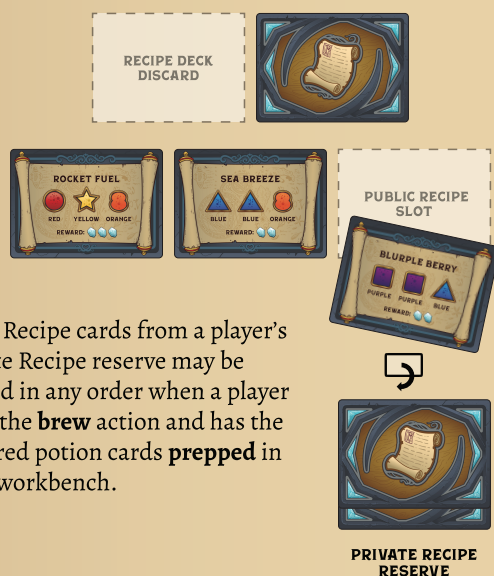 RECIPE DECK
DISCARD
ROCKET FUEL
RED YELLOW ORANGE
REWARD:
SEA BREEZE
BLUE BLUE ORANGE
REWARD:
PUBLIC RECIPE
SLOT
BLURPLE BERRY
PURPLE PURPLE BLUE
REWARD:
Recipe cards from a player’s
te Recipe reserve may be
d in any order when a player
the brew action and has the
red potion cards prepped in
workbench.
PRIVATE RECIPE
RESERVE